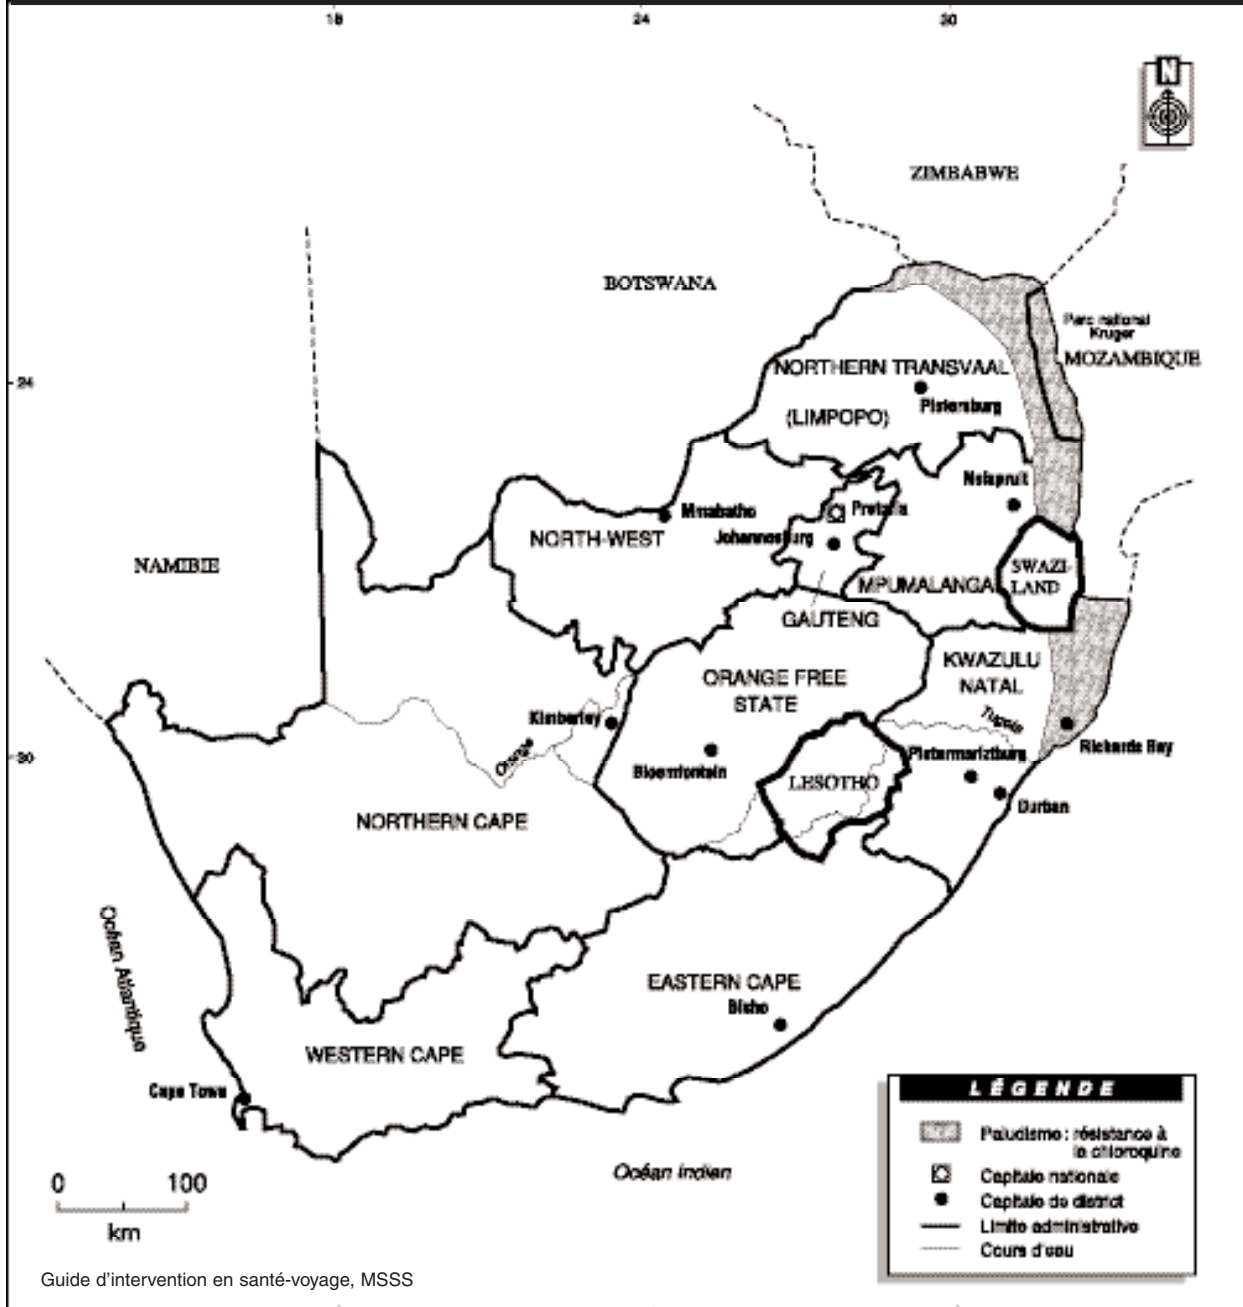 18 24 30
N
ZIMBABWE
BOTSWANA
Parc national
Kruger
MOZAMBIQUE
24
NORTHERN TRANSVAAL
Pietersburg
(LIMPOPO)
Nelspruit
Mmabatho
Pretoria
NORTH-WEST
Johannesburg
NAMIBIE
SWAZI-
LAND
MPUMALANGA
GAUTENG
KWAZULU
NATAL
ORANGE FREE
STATE
Tugela
Kimberley
Orange
Richards Bay
30
Bloemfontein
LESOTHO
Durban
NORTHERN CAPE
Océan Atlantique
EASTERN CAPE
Bisho
WESTERN CAPE
Cape Town
Océan Indien
LÉGENDE
Paludisme : résistance à
la chloroquine
Capitale nationale
Capitale de district
Limite administrative
Cours d'eau
0 100
km
Guide d’intervention en santé-voyage, MSSS